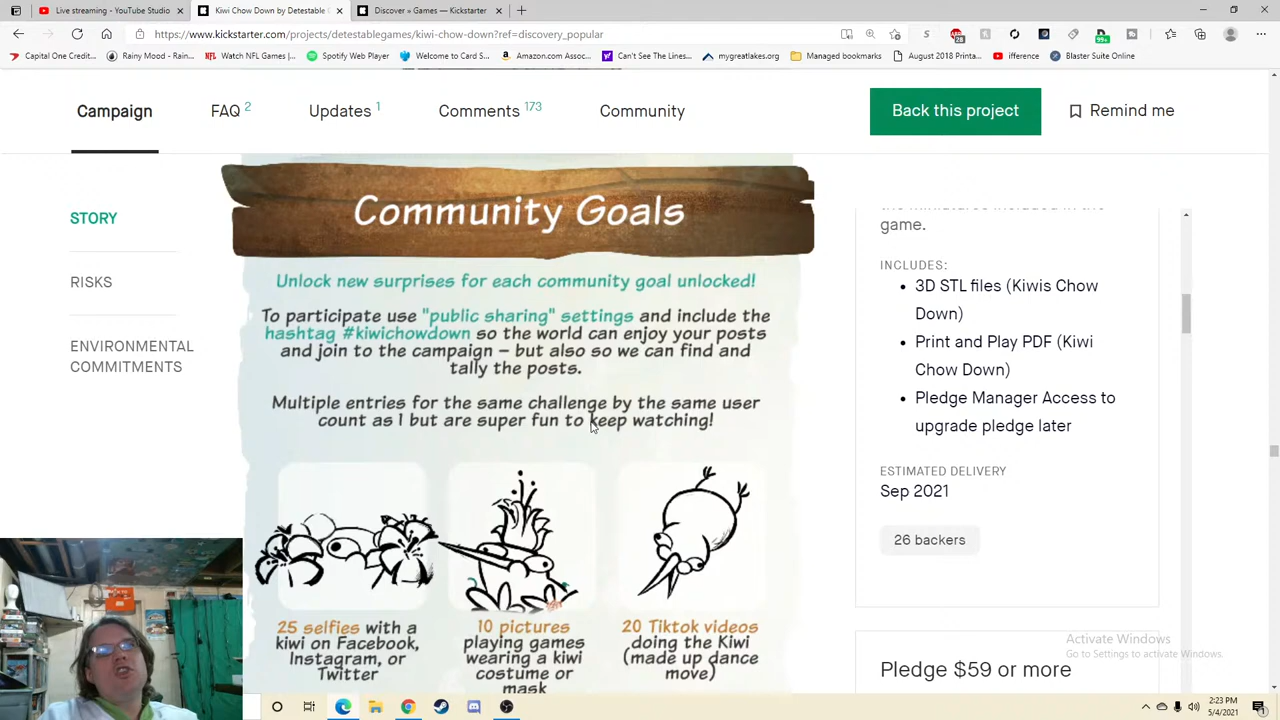 Live streaming - YouTube Studio
Kiwi Chow Down by Detestable G
Discover » Games — Kickstarter
https://www.kickstarter.com/projects/detestablegames/kiwi-chow-down?ref=discovery_popular
Capital One Credit...
Rainy Mood - Rainy...
Watch NFL Games |...
Spotify Web Player
Welcome to Card S...
Amazon.com Assoc...
Can't See The Lines...
mygreatlakes.org
Managed bookmarks
August 2018 Printa...
ifference
Blaster Suite Online
Campaign
FAQ 2
Updates 1
Comments 173
Community
Back this project
Remind me
STORY
RISKS
ENVIRONMENTAL
COMMITMENTS
Community Goals
Unlock new surprises for each community goal unlocked!
To participate use "public sharing" settings and include the
hashtag #kiwichowdown so the world can enjoy your posts
and join to the campaign – but also so we can find and
tally the posts.
Multiple entries for the same challenge by the same user
count as 1 but are super fun to keep watching!
25 selfies with a
kiwi on Facebook,
Instagram, or
Twitter
10 pictures
playing games
wearing a kiwi
costume or
mask
20 Tiktok videos
doing the Kiwi
(made up dance
move)
the miniatures included in the
game.
INCLUDES:
3D STL files (Kiwis Chow
Down)
Print and Play PDF (Kiwi
Chow Down)
Pledge Manager Access to
upgrade pledge later
ESTIMATED DELIVERY
Sep 2021
26 backers
Pledge $59 or more
Activate Windows
Go to Settings to activate Windows.
2:23 PM
5/4/2021